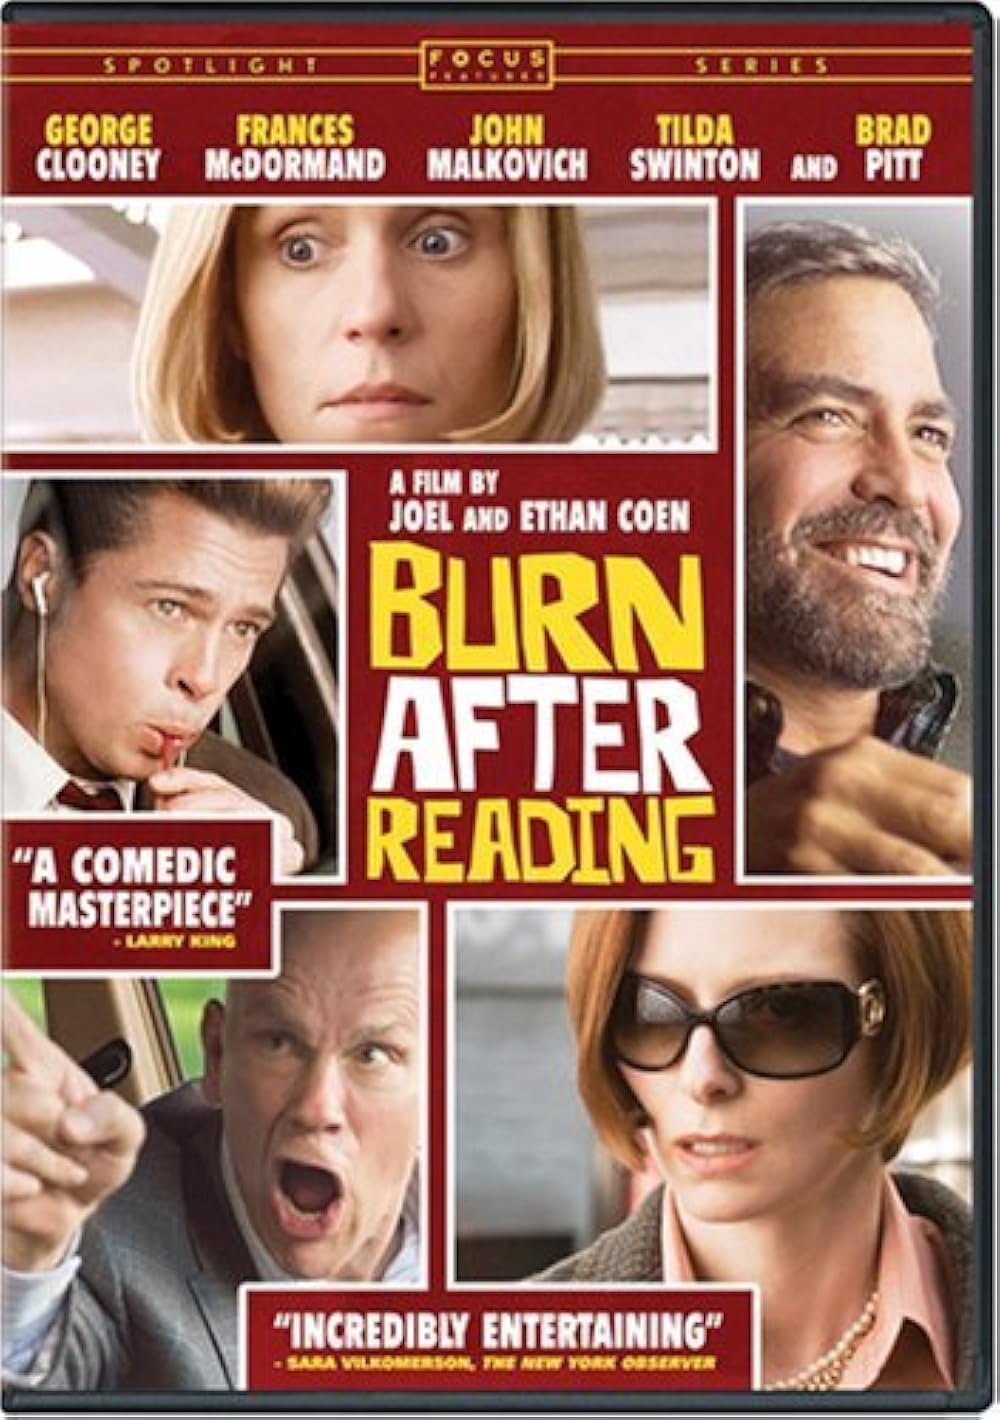 SPOTLIGHT FOCUS FEATURES SERIES
GEORGE CLOONEY
FRANCES McDORMAND
JOHN MALKOVICH
TILDA SWINTON
AND
BRAD PITT
A FILM BY
JOEL AND ETHAN COEN
BURN
AFTER
READING
"A COMEDIC
MASTERPIECE"
- LARRY KING
"INCREDIBLY ENTERTAINING"
- SARA VILKOMERSON, THE NEW YORK OBSERVER